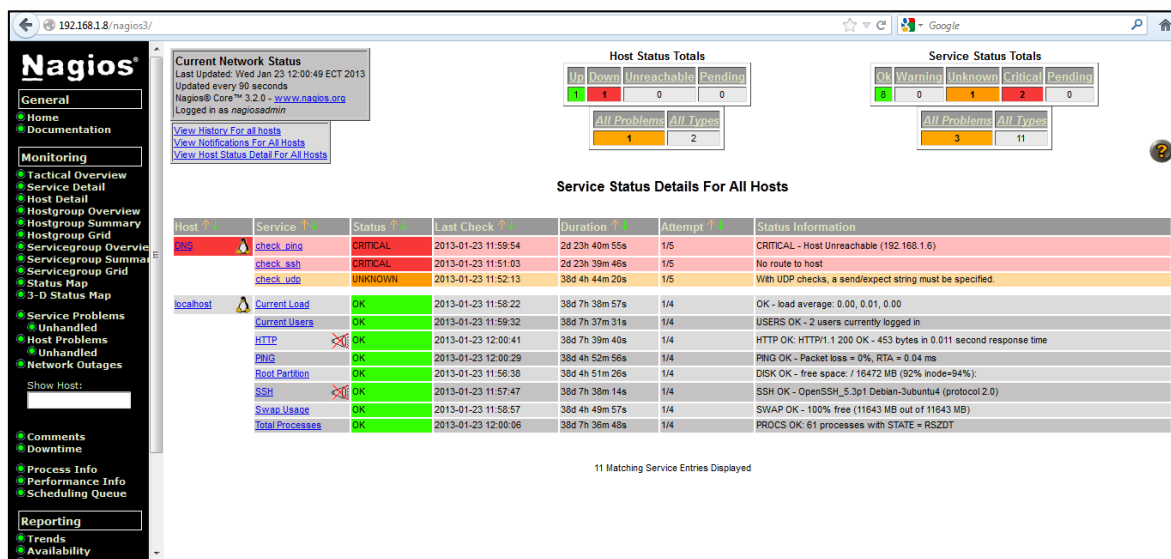 192.168.1.8/nagios3/
Google
Nagios®
General
Home
Documentation
Monitoring
Tactical Overview
Service Detail
Host Detail
Hostgroup Overview
Hostgroup Summary
Hostgroup Grid
Servicegroup Overvie
Servicegroup Summar
Servicegroup Grid
Status Map
3-D Status Map
Service Problems
Unhandled
Host Problems
Unhandled
Network Outages
Show Host:
Comments
Downtime
Process Info
Performance Info
Scheduling Queue
Reporting
Trends
Availability
Current Network Status
Last Updated: Wed Jan 23 12:00:49 ECT 2013
Updated every 90 seconds
Nagios® Core™ 3.2.0 - www.nagios.org
Logged in as nagiosadmin
View History For all hosts
View Notifications For All Hosts
View Host Status Detail For All Hosts
Host Status Totals
Up Down Unreachable Pending
1 1 0 0
All Problems All Types
1 2
Service Status Totals
Ok Warning Unknown Critical Pending
8 0 1 2 0
All Problems All Types
3 11
?
Service Status Details For All Hosts
Host Service Status Last Check Duration Attempt Status Information
DNS check_ping CRITICAL 2013-01-23 11:59:54 2d 23h 40m 55s 1/5 CRITICAL - Host Unreachable (192.168.1.6)
check_ssh CRITICAL 2013-01-23 11:51:03 2d 23h 39m 46s 1/5 No route to host
check_udp UNKNOWN 2013-01-23 11:52:13 38d 4h 44m 20s 1/5 With UDP checks, a send/expect string must be specified.
localhost Current Load OK 2013-01-23 11:58:22 38d 7h 38m 57s 1/4 OK - load average: 0.00, 0.01, 0.00
Current Users OK 2013-01-23 11:59:32 38d 7h 37m 31s 1/4 USERS OK - 2 users currently logged in
HTTP OK 2013-01-23 12:00:41 38d 7h 39m 40s 1/4 HTTP OK: HTTP/1.1 200 OK - 453 bytes in 0.011 second response time
PING OK 2013-01-23 12:00:29 38d 4h 52m 56s 1/4 PING OK - Packet loss = 0%, RTA = 0.04 ms
Root Partition OK 2013-01-23 11:56:38 38d 4h 51m 26s 1/4 DISK OK - free space: / 16472 MB (92% inode=94%):
SSH OK 2013-01-23 11:57:47 38d 7h 38m 14s 1/4 SSH OK - OpenSSH_5.3p1 Debian-3ubuntu4 (protocol 2.0)
Swap Usage OK 2013-01-23 11:58:57 38d 4h 49m 57s 1/4 SWAP OK - 100% free (11643 MB out of 11643 MB)
Total Processes OK 2013-01-23 12:00:06 38d 7h 36m 48s 1/4 PROCS OK: 61 processes with STATE = RSZDT
11 Matching Service Entries Displayed